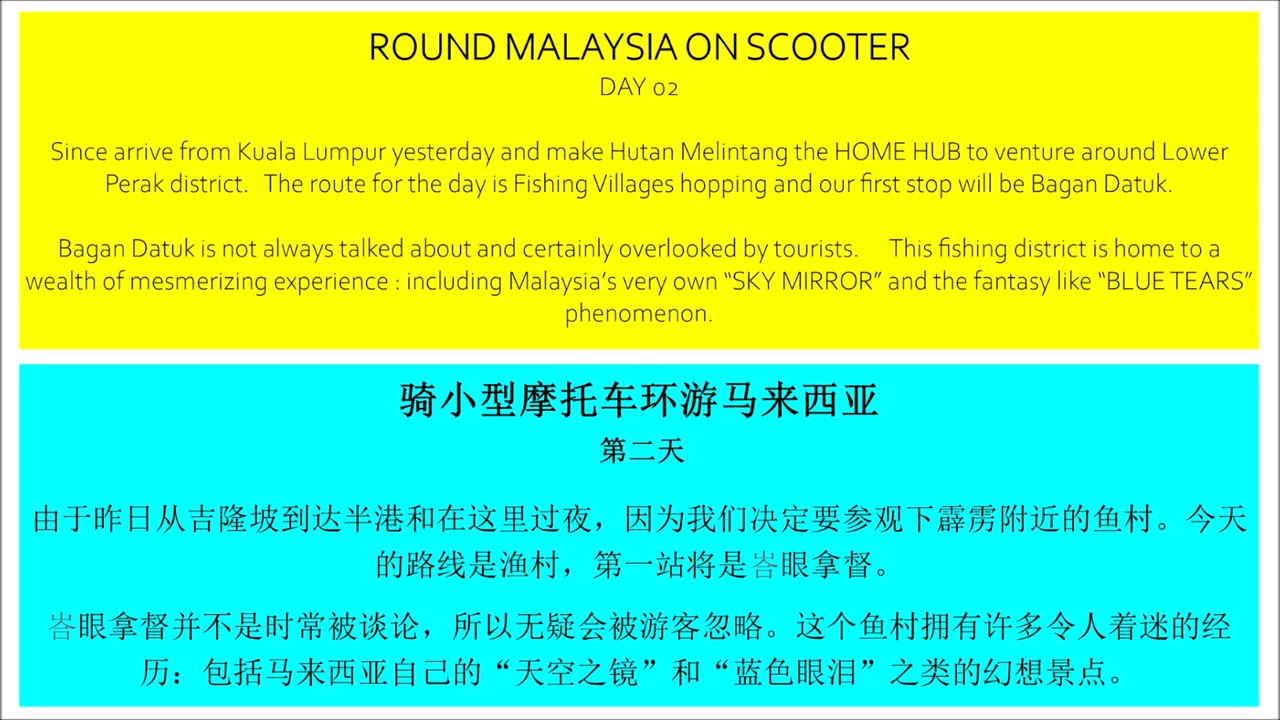 ROUND MALAYSIA ON SCOOTER
DAY 02
Since arrive from Kuala Lumpur yesterday and make Hutan Melintang the HOME HUB to venture around Lower
Perak district. The route for the day is Fishing Villages hopping and our first stop will be Bagan Datuk.
Bagan Datuk is not always talked about and certainly overlooked by tourists. This fishing district is home to a
wealth of mesmerizing experience : including Malaysia’s very own “SKY MIRROR” and the fantasy like “BLUE TEARS”
phenomenon.
骑小型摩托车环游马来西亚
第二天
由于昨日从吉隆坡到达半港和在这里过夜，因为我们决定要参观下霹雳附近的鱼村。今天
的路线是渔村，第一站将是峇眼拿督。
峇眼拿督并不是时常被谈论，所以无疑会被游客忽略。这个鱼村拥有许多令人着迷的经
历：包括马来西亚自己的“天空之镜”和“蓝色眼泪”之类的幻想景点。